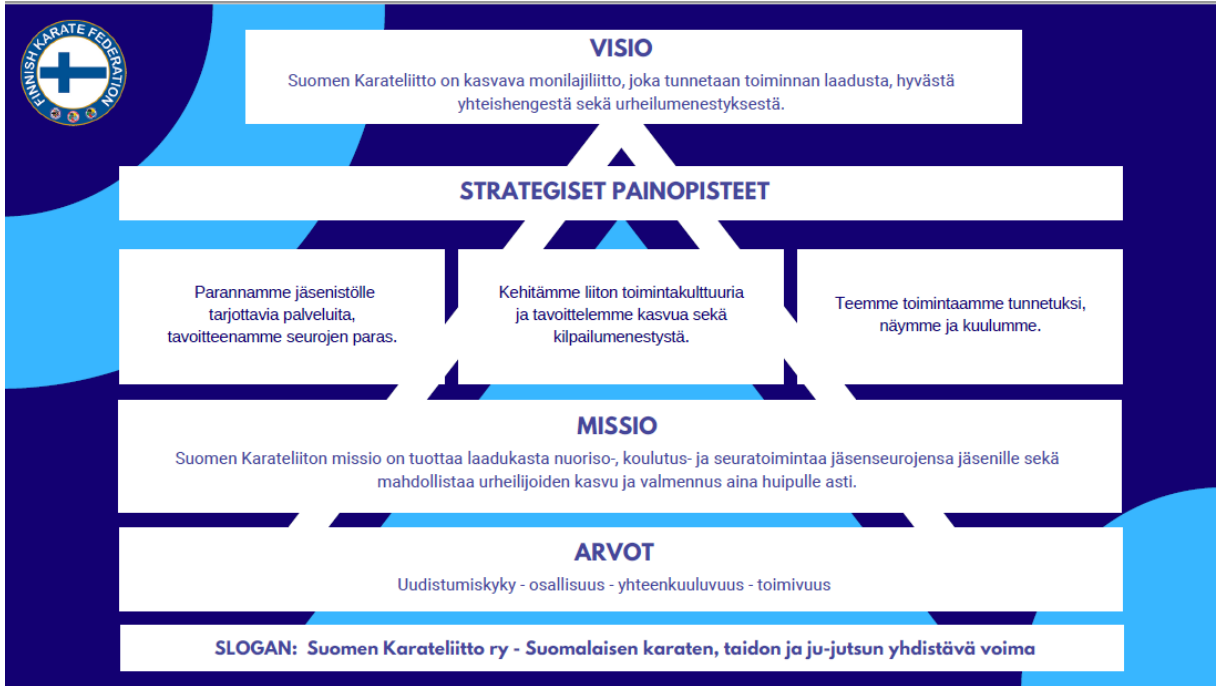 FINNISH KARATE FEDERATION
VISIO
Suomen Karateliitto on kasvava monilajiliitto, joka tunnetaan toiminnan laadusta, hyvästä
yhteishengestä sekä urheilumenestyksestä.
STRATEGISET PAINOPISTEET
Parannamme jäsenistölle
tarjottavia palveluita,
tavoitteenamme seurojen paras.
Kehitämme liiton toimintakulttuuria
ja tavoittelemme kasvua sekä
kilpailumenestystä.
Teemme toimintaamme tunnetuksi,
näymme ja kuulumme.
MISSIO
Suomen Karateliiton missio on tuottaa laadukasta nuoriso-, koulutus- ja seuratoimintaa jäsenseurojensa jäsenille sekä
mahdollistaa urheilijoiden kasvu ja valmennus aina huipulle asti.
ARVOT
Uudistumiskyky - osallisuus - yhteenkuuluvuus - toimivuus
SLOGAN: Suomen Karateliitto ry - Suomalaisen karaten, taidon ja ju-jutsun yhdistävä voima